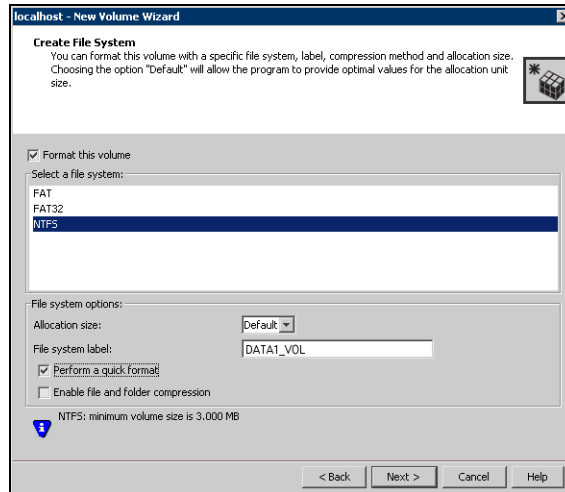 localhost - New Volume Wizard
Create File System
You can format this volume with a specific file system, label, compression method and allocation size.
Choosing the option "Default" will allow the program to provide optimal values for the allocation unit
size.
Format this volume
Select a file system:
FAT
FAT32
NTFS
File system options:
Allocation size:
Default
File system label:
DATA1_VOL
Perform a quick format
Enable file and folder compression
NTFS: minimum volume size is 3.000 MB
< Back
Next >
Cancel
Help